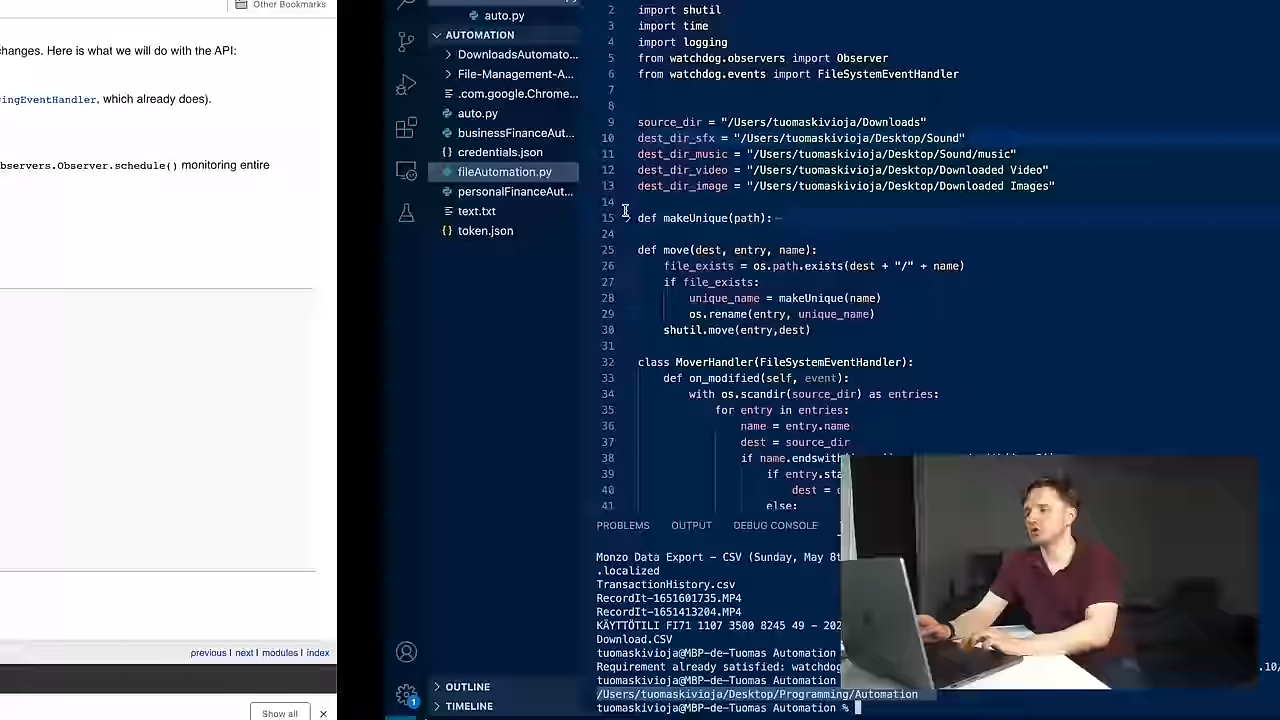 Other Bookmarks
changes. Here is what we will do with the API:
ingEventHandler, which already does).
bservers.Observer.schedule() monitoring entire
previous | next | modules | index
Show all
auto.py
AUTOMATION
DownloadsAutomato...
File-Management-A...
.com.google.Chrome...
auto.py
businessFinanceAut...
credentials.json
fileAutomation.py
personalFinanceAut...
text.txt
token.json
OUTLINE
TIMELINE
1
2 import shutil
3 import time
4 import logging
5 from watchdog.observers import Observer
6 from watchdog.events import FileSystemEventHandler
7
8
9 source_dir = "/Users/tuomaskivioja/Downloads"
10 dest_dir_sfx = "/Users/tuomaskivioja/Desktop/Sound"
11 dest_dir_music = "/Users/tuomaskivioja/Desktop/Sound/music"
12 dest_dir_video = "/Users/tuomaskivioja/Desktop/Downloaded Video"
13 dest_dir_image = "/Users/tuomaskivioja/Desktop/Downloaded Images"
14
15 def makeUnique(path):
24
25 def move(dest, entry, name):
26 file_exists = os.path.exists(dest + "/" + name)
27 if file_exists:
28 unique_name = makeUnique(name)
29 os.rename(entry, unique_name)
30 shutil.move(entry,dest)
31
32 class MoverHandler(FileSystemEventHandler):
33 def on_modified(self, event):
34 with os.scandir(source_dir) as entries:
35 for entry in entries:
36 name = entry.name
37 dest = source_dir
38 if name.endswith
39 if entry.sta
40 dest =
41 else:
PROBLEMS OUTPUT DEBUG CONSOLE
Monzo Data Export - CSV (Sunday, May 8t
.localized
TransactionHistory.csv
RecordIt-1651601735.MP4
RecordIt-1651413204.MP4
KÄYTTÖTILI FI71 1107 3500 8245 49 - 202
Download.CSV
tuomaskivioja@MBP-de-Tuomas Automation
Requirement already satisfied: watchdog .10/
tuomaskivioja@MBP-de-Tuomas Automation
/Users/tuomaskivioja/Desktop/Programming/Automation
tuomaskivioja@MBP-de-Tuomas Automation %